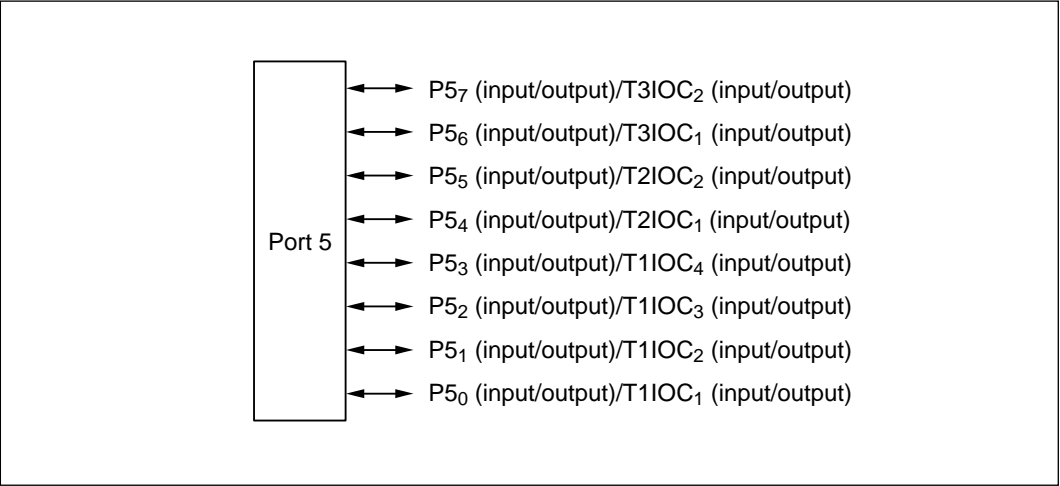 P5₇ (input/output)/T3IOC₂ (input/output)
P5₆ (input/output)/T3IOC₁ (input/output)
P5₅ (input/output)/T2IOC₂ (input/output)
P5₄ (input/output)/T2IOC₁ (input/output)
Port 5
P5₃ (input/output)/T1IOC₄ (input/output)
P5₂ (input/output)/T1IOC₃ (input/output)
P5₁ (input/output)/T1IOC₂ (input/output)
P5₀ (input/output)/T1IOC₁ (input/output)